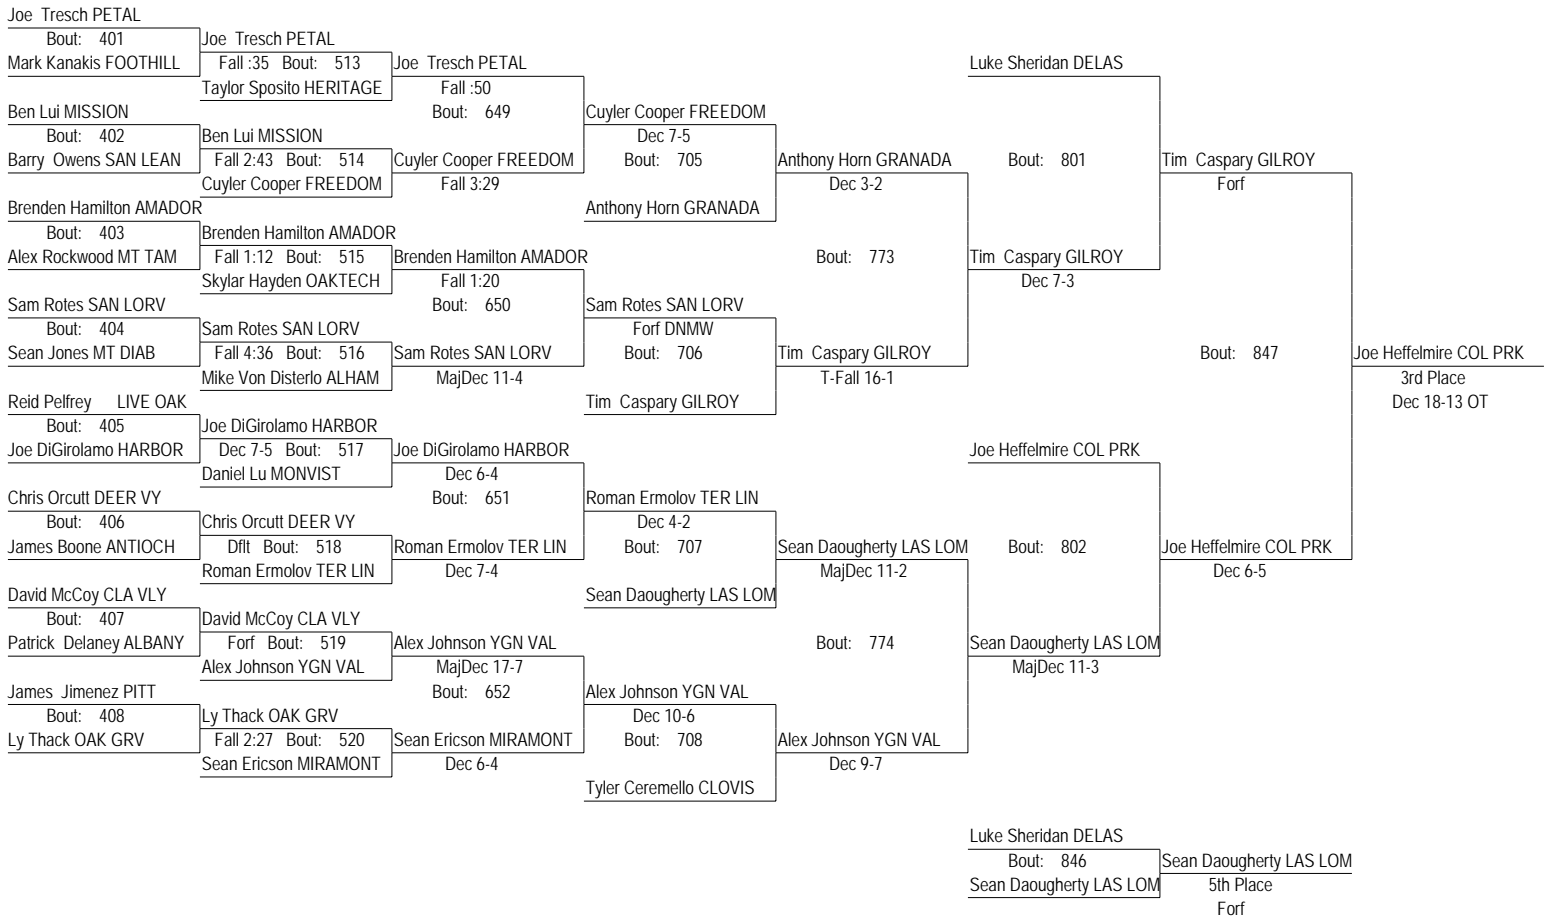 Joe Tresch PETAL
Bout: 401
Mark Kanakis FOOTHILL
Ben Lui MISSION
Bout: 402
Barry Owens SAN LEAN
Brenden Hamilton AMADOR
Bout: 403
Alex Rockwood MT TAM
Sam Rotes SAN LORV
Bout: 404
Sean Jones MT DIAB
Reid Pelfrey LIVE OAK
Bout: 405
Joe DiGirolamo HARBOR
Chris Orcutt DEER VY
Bout: 406
James Boone ANTIOCH
David McCoy CLA VLY
Bout: 407
Patrick Delaney ALBANY
James Jimenez PITT
Bout: 408
Ly Thack OAK GRV
Joe Tresch PETAL
Fall :35 Bout: 513
Taylor Sposito HERITAGE
Ben Lui MISSION
Fall 2:43 Bout: 514
Cuyler Cooper FREEDOM
Brenden Hamilton AMADOR
Fall 1:12 Bout: 515
Skylar Hayden OAKTECH
Sam Rotes SAN LORV
Fall 4:36 Bout: 516
Mike Von Disterlo ALHAM
Joe DiGirolamo HARBOR
Dec 7-5 Bout: 517
Daniel Lu MONVIST
Chris Orcutt DEER VY
Dflt Bout: 518
Roman Ermolov TER LIN
David McCoy CLA VLY
Forf Bout: 519
Alex Johnson YGN VAL
Ly Thack OAK GRV
Fall 2:27 Bout: 520
Sean Ericson MIRAMONT
Joe Tresch PETAL
Fall :50
Bout: 649
Cuyler Cooper FREEDOM
Fall 3:29
Brenden Hamilton AMADOR
Fall 1:20
Bout: 650
Sam Rotes SAN LORV
MajDec 11-4
Joe DiGirolamo HARBOR
Dec 6-4
Bout: 651
Roman Ermolov TER LIN
Dec 7-4
Alex Johnson YGN VAL
MajDec 17-7
Bout: 652
Sean Ericson MIRAMONT
Dec 6-4
Cuyler Cooper FREEDOM
Dec 7-5
Bout: 705
Anthony Horn GRANADA
Sam Rotes SAN LORV
Forf DNMW
Bout: 706
Tim Caspary GILROY
Roman Ermolov TER LIN
Dec 4-2
Bout: 707
Sean Daougherty LAS LOM
Alex Johnson YGN VAL
Dec 10-6
Bout: 708
Tyler Ceremello CLOVIS
Anthony Horn GRANADA
Dec 3-2
Bout: 773
Tim Caspary GILROY
T-Fall 16-1
Sean Daougherty LAS LOM
MajDec 11-2
Bout: 774
Alex Johnson YGN VAL
Dec 9-7
Luke Sheridan DELAS
Bout: 801
Tim Caspary GILROY
Dec 7-3
Joe Heffelmire COL PRK
Bout: 802
Sean Daougherty LAS LOM
MajDec 11-3
Tim Caspary GILROY
Forf
Bout: 847
Joe Heffelmire COL PRK
Dec 6-5
Joe Heffelmire COL PRK
3rd Place
Dec 18-13 OT
Luke Sheridan DELAS
Bout: 846
Sean Daougherty LAS LOM
Sean Daougherty LAS LOM
5th Place
Forf